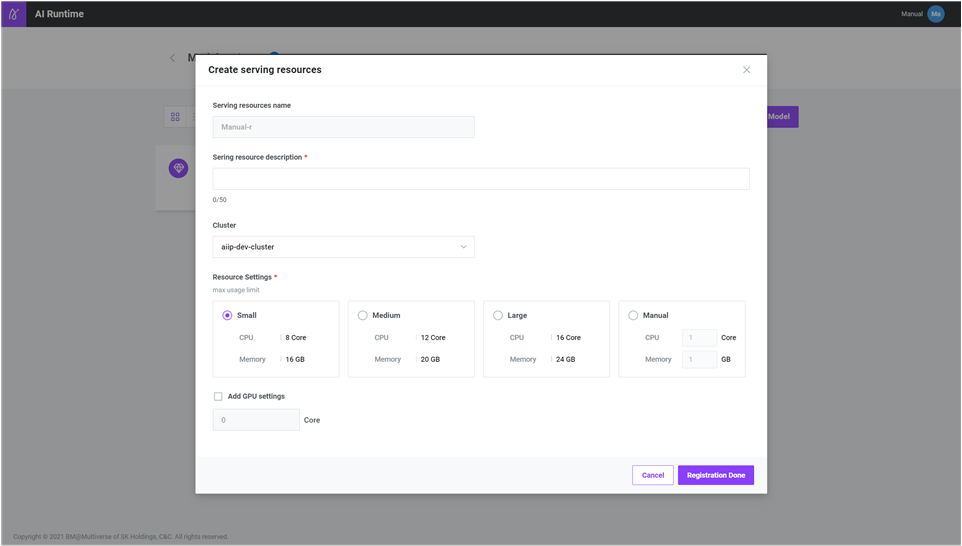 AI Runtime
Manual
Ma
Create serving resources
Serving resources name
Manual-r
Model
Sering resource description *
0/50
Cluster
aiip-dev-cluster
Resource Settings *
max usage limit
Small
Medium
Large
Manual
CPU 8 Core
CPU 12 Core
CPU 16 Core
CPU 1 Core
Memory 16 GB
Memory 20 GB
Memory 24 GB
Memory 1 GB
Add GPU settings
0 Core
Cancel
Registration Done
Copyright © 2021 BM@Multiverse of SK Holdings, C&C. All rights reserved.